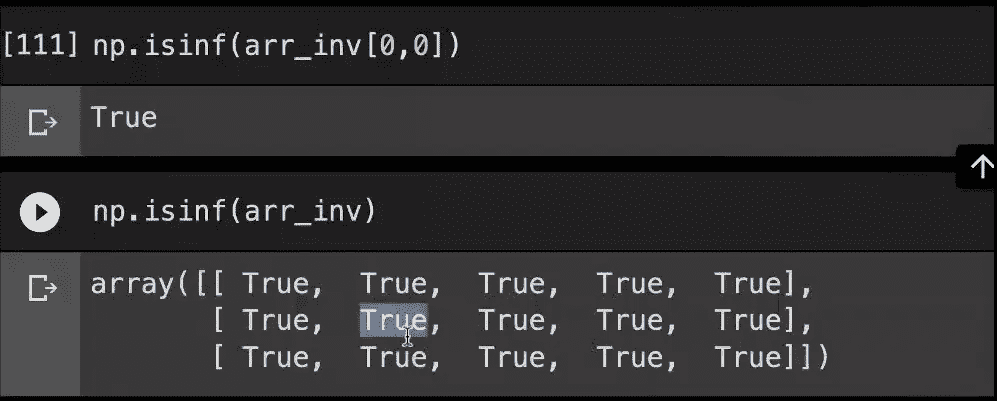 [111] np.isinf(arr_inv[0,0])
True
np.isinf(arr_inv)
array([[ True, True, True, True, True],
[ True, True, True, True, True],
[ True, True, True, True, True]])